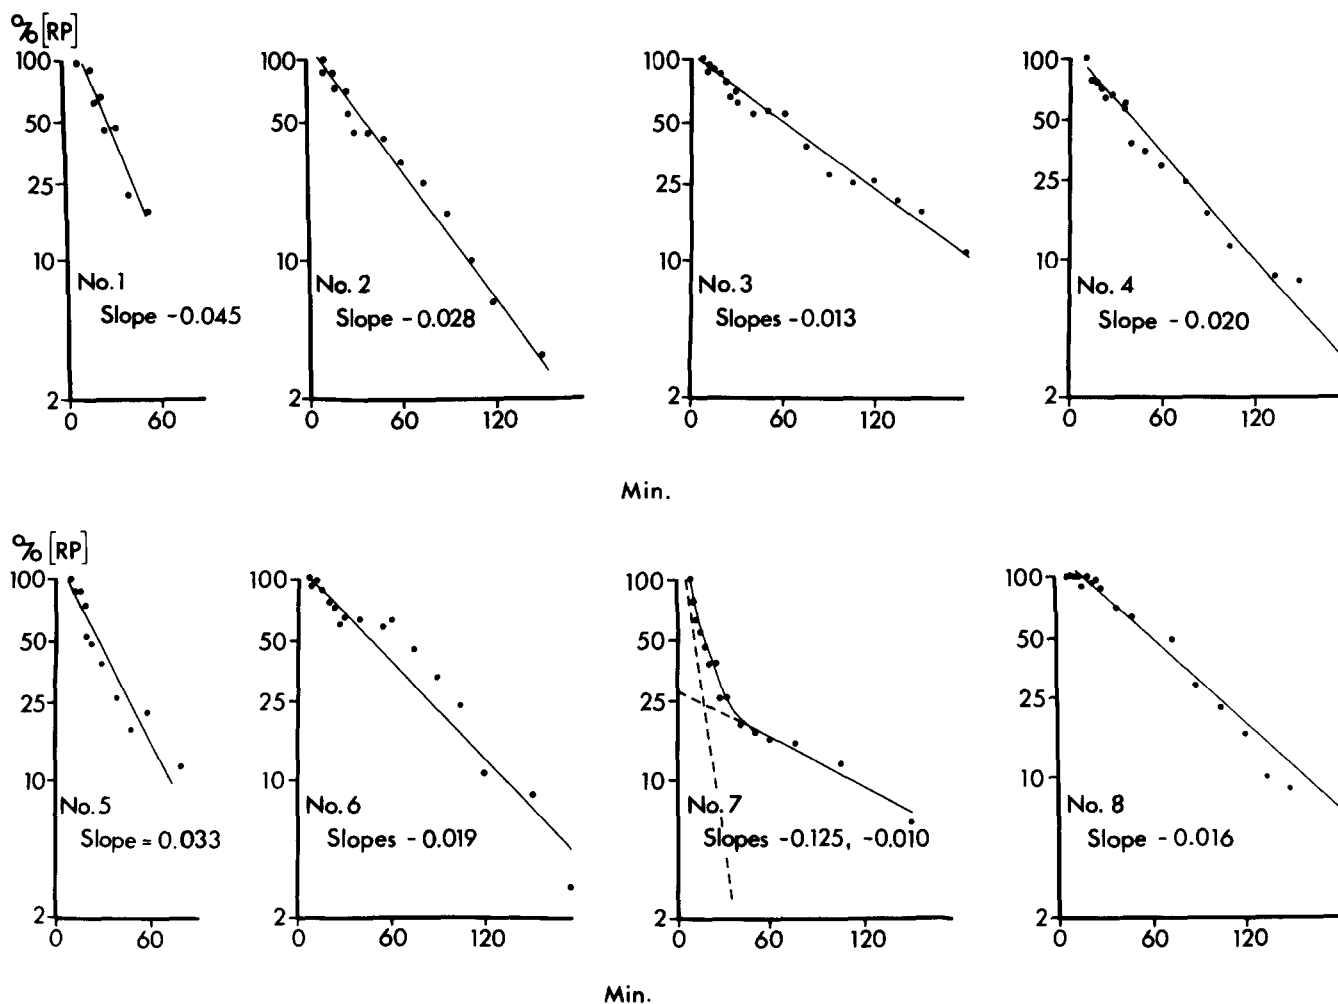 % [RP]
100 100 100 100
50 50 50 50
25 25 25 25
10 10 10 10
No. 1 No. 2 No. 3 No. 4
Slope -0.045 Slope -0.028 Slopes -0.013 Slope -0.020
2 2 2 2
0 60 0 60 120 0 60 120 0 60 120
Min.
% [RP]
100 100 100 100
50 50 50 50
25 25 25 25
10 10 10 10
No. 5 No. 6 No. 7 No. 8
Slope = 0.033 Slope -0.019 Slopes -0.125, -0.010 Slope -0.016
2 2 2 2
0 60 0 60 120 0 60 120 0 60 120
Min.